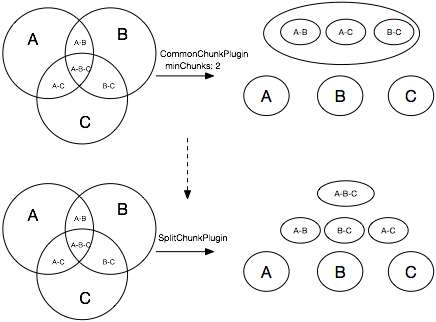 A
A-B
B
A-B-C
A-C
B-C
C
CommonChunkPlugin
minChunks: 2
A-B
A-C
B-C
A
B
C
A
A-B
B
A-B-C
A-C
B-C
C
SplitChunkPlugin
A-B-C
A-B
B-C
A-C
A
B
C